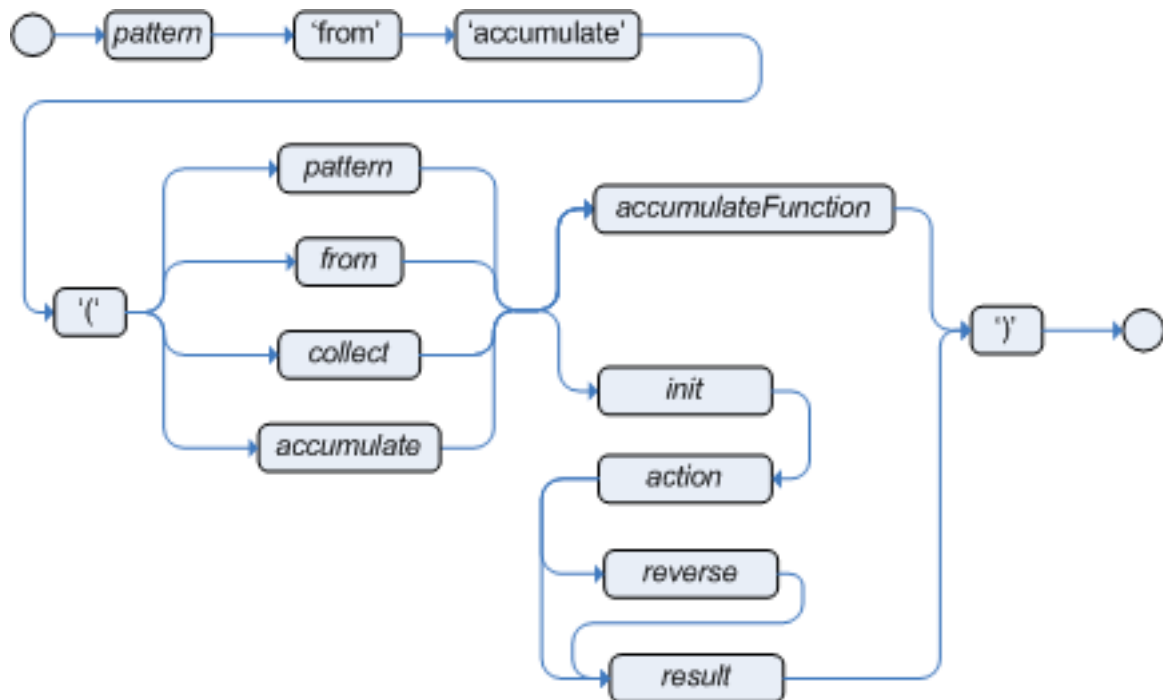 pattern
‘from’
‘accumulate’
pattern
accumulateFunction
from
‘(‘
collect
accumulate
‘)’
init
action
reverse
result